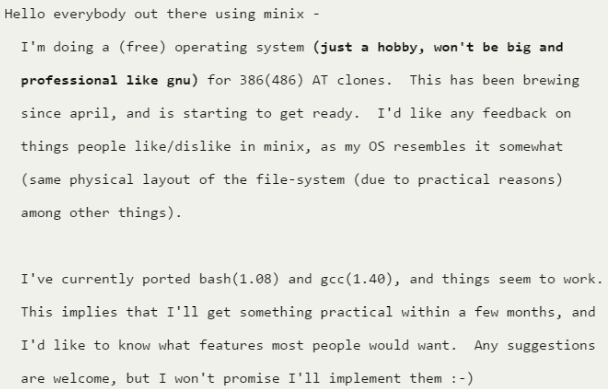 Hello everybody out there using minix -
I'm doing a (free) operating system (just a hobby, won't be big and
professional like gnu) for 386(486) AT clones.  This has been brewing
since april, and is starting to get ready.  I'd like any feedback on
things people like/dislike in minix, as my OS resembles it somewhat
(same physical layout of the file-system (due to practical reasons)
among other things).
I've currently ported bash(1.08) and gcc(1.40), and things seem to work.
This implies that I'll get something practical within a few months, and
I'd like to know what features most people would want.  Any suggestions
are welcome, but I won't promise I'll implement them :-)